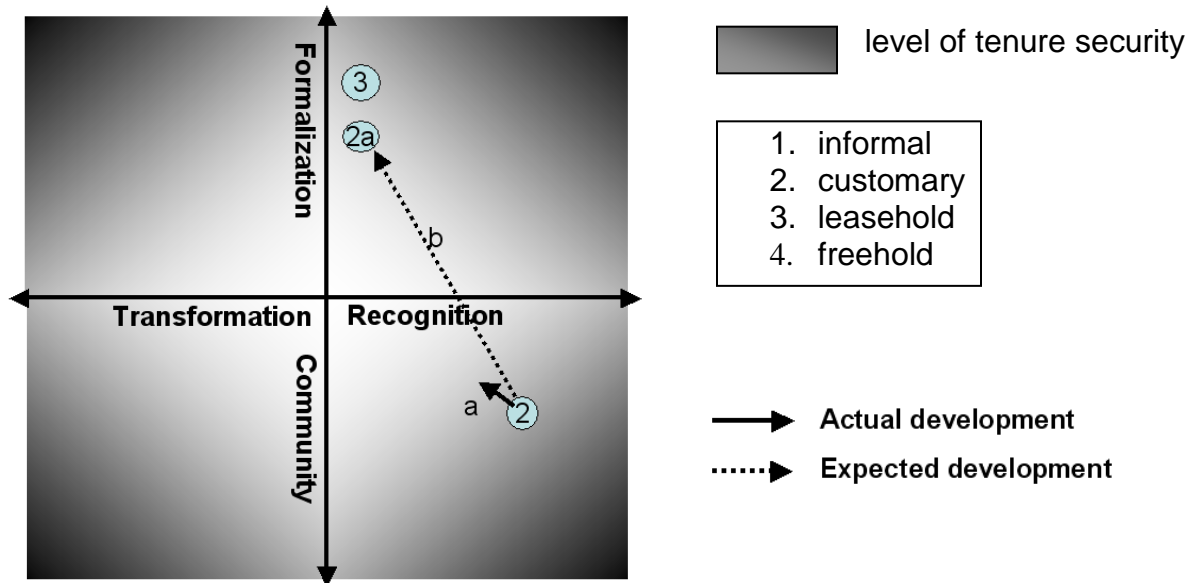 Formalization
3
2a
b
Transformation
Recognition
Community
a
2
level of tenure security
1. informal
2. customary
3. leasehold
4. freehold
Actual development
Expected development